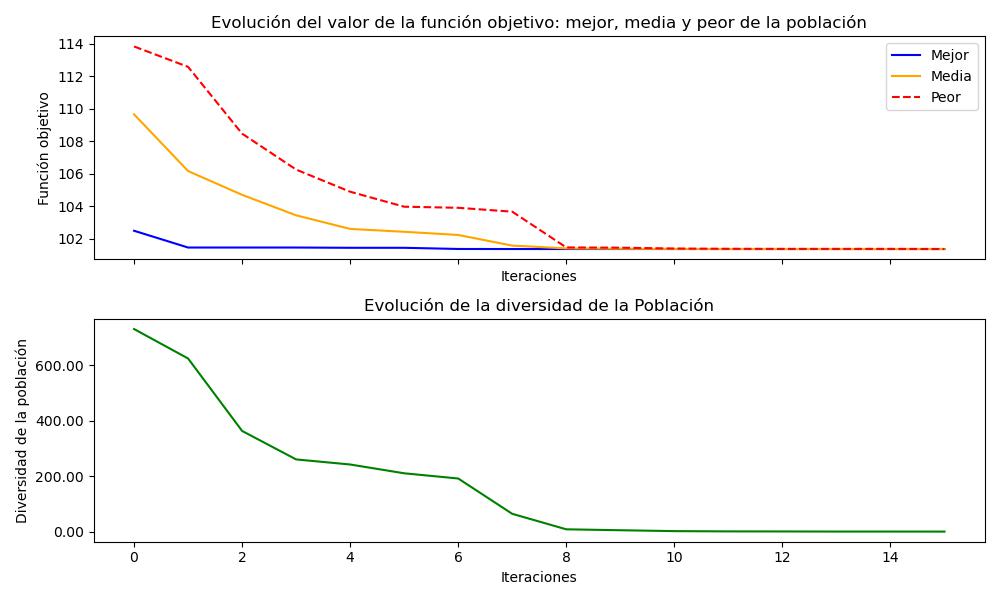 Evolución del valor de la función objetivo: mejor, media y peor de la población
114
112
110
108
106
104
102
Función objetivo
Mejor
Media
Peor
Iteraciones
Evolución de la diversidad de la Población
600.00
400.00
200.00
0.00
Diversidad de la población
0 2 4 6 8 10 12 14
Iteraciones